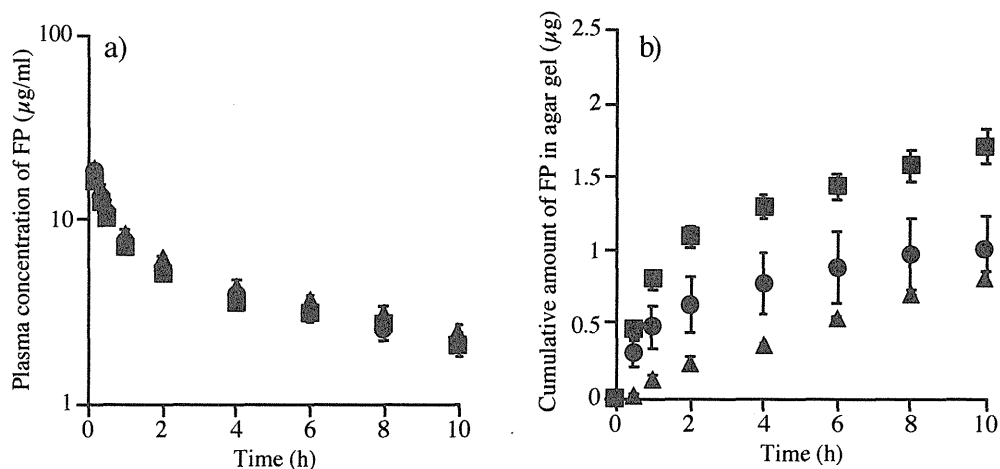 a)
Plasma concentration of FP (μg/ml)
100
10
1
0 2 4 6 8 10
Time (h)
b)
Cumulative amount of FP in agar gel (μg)
2.5
2
1.5
1
0.5
0
0 2 4 6 8 10
Time (h)